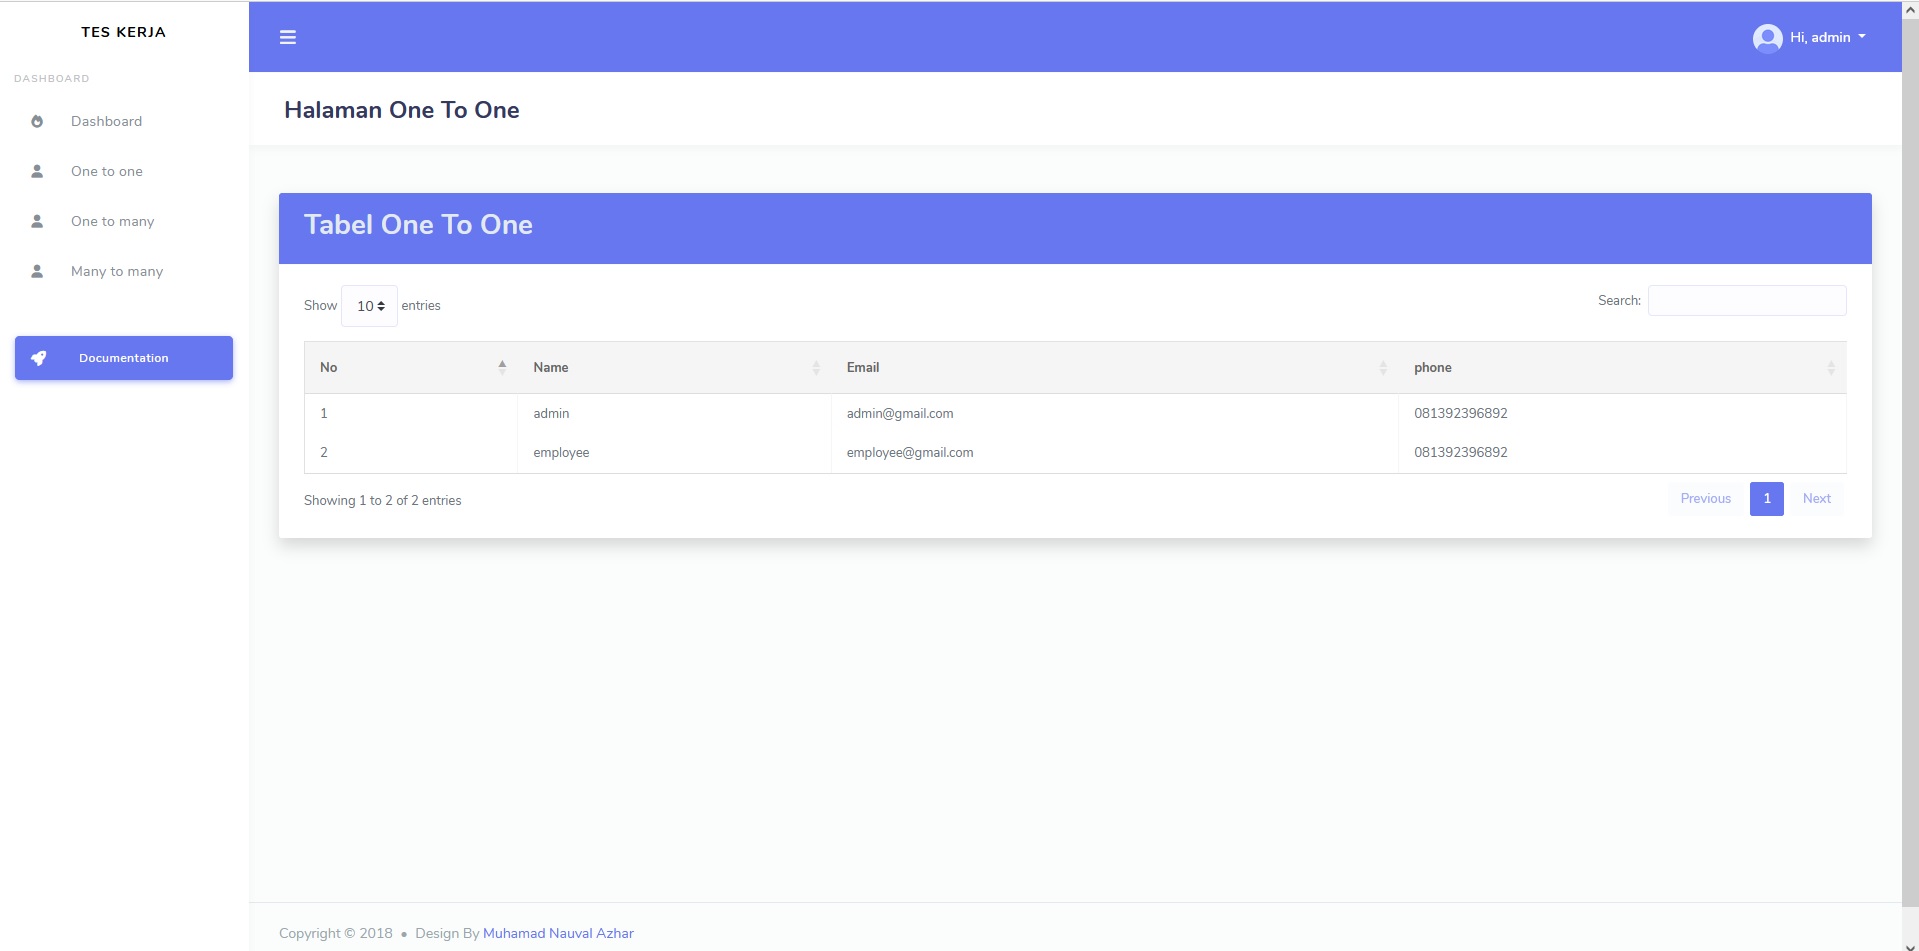 TES KERJA
Hi, admin
DASHBOARD
Dashboard
One to one
One to many
Many to many
Documentation
Halaman One To One
Tabel One To One
Show 10 entries
Search:
No Name Email phone
1 admin admin@gmail.com 081392396892
2 employee employee@gmail.com 081392396892
Showing 1 to 2 of 2 entries
Previous 1 Next
Copyright © 2018 • Design By Muhamad Nauval Azhar